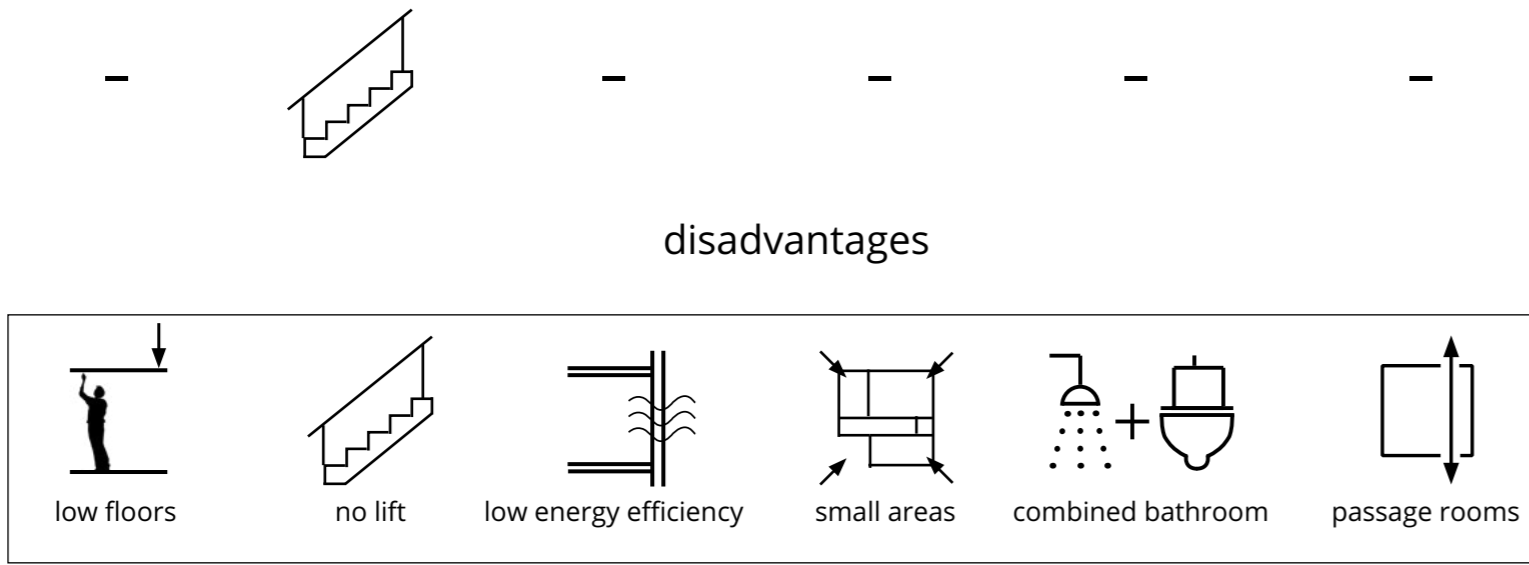 disadvantages
low floors
no lift
low energy efficiency
small areas
combined bathroom
passage rooms